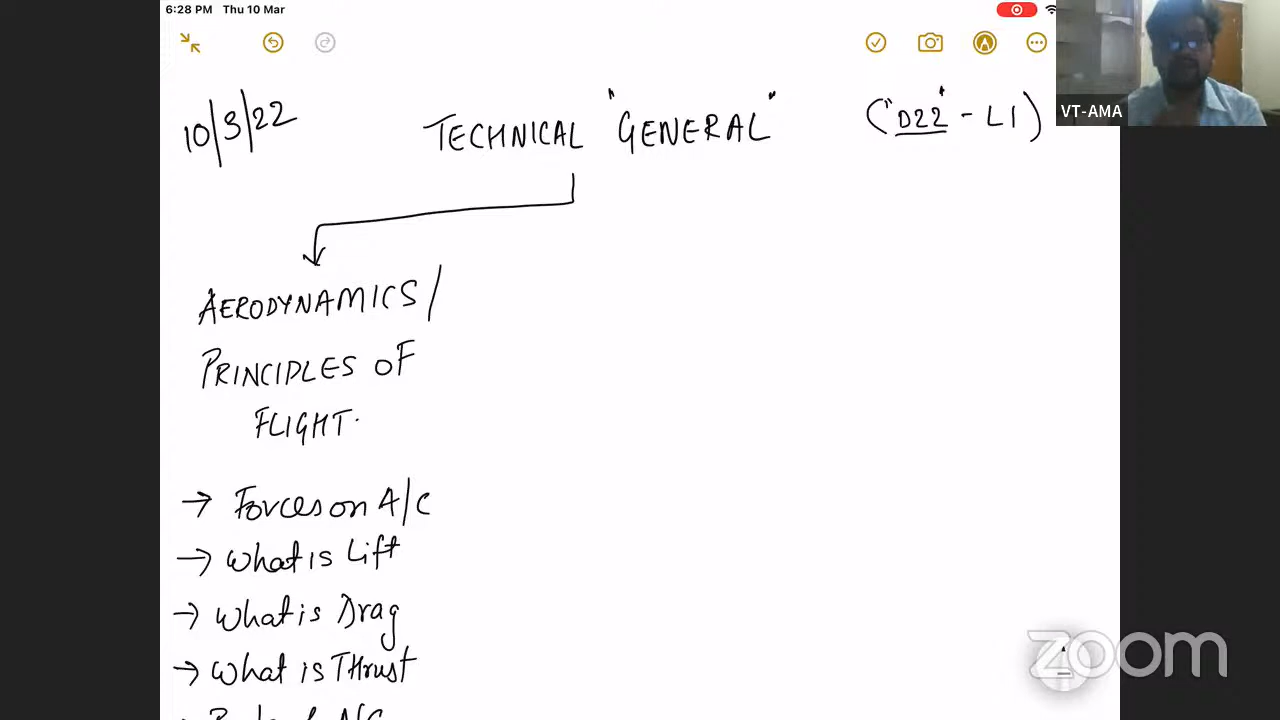 6:28 PM Thu 10 Mar
10/3/22 TECHNICAL "GENERAL" ("D22" - L1)
VT-AMA
AERODYNAMICS/
PRINCIPLES OF
FLIGHT.
→ Forces on A/C
→ What is Lift
→ What is Drag
→ What is Thrust
zoom